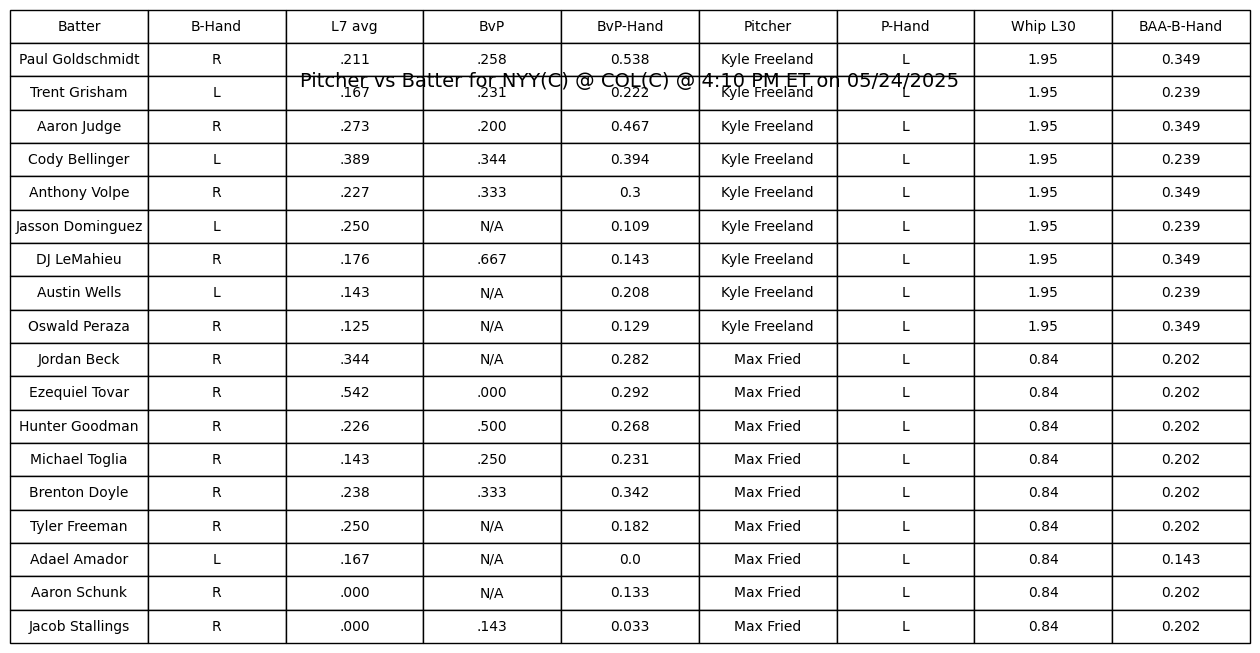 Batter B-Hand L7 avg BvP BvP-Hand Pitcher P-Hand Whip L30 BAA-B-Hand
Paul Goldschmidt R .211 .258 0.538 Kyle Freeland L 1.95 0.349
Pitcher vs Batter for NYY(C) @ COL(C) @ 4:10 PM ET on 05/24/2025
Trent Grisham L .167 .231 0.222 Kyle Freeland L 1.95 0.239
Aaron Judge R .273 .200 0.467 Kyle Freeland L 1.95 0.349
Cody Bellinger L .389 .344 0.394 Kyle Freeland L 1.95 0.239
Anthony Volpe R .227 .333 0.3 Kyle Freeland L 1.95 0.349
Jasson Dominguez L .250 N/A 0.109 Kyle Freeland L 1.95 0.239
DJ LeMahieu R .176 .667 0.143 Kyle Freeland L 1.95 0.349
Austin Wells L .143 N/A 0.208 Kyle Freeland L 1.95 0.239
Oswald Peraza R .125 N/A 0.129 Kyle Freeland L 1.95 0.349
Jordan Beck R .344 N/A 0.282 Max Fried L 0.84 0.202
Ezequiel Tovar R .542 .000 0.292 Max Fried L 0.84 0.202
Hunter Goodman R .226 .500 0.268 Max Fried L 0.84 0.202
Michael Toglia R .143 .250 0.231 Max Fried L 0.84 0.202
Brenton Doyle R .238 .333 0.342 Max Fried L 0.84 0.202
Tyler Freeman R .250 N/A 0.182 Max Fried L 0.84 0.202
Adael Amador L .167 N/A 0.0 Max Fried L 0.84 0.143
Aaron Schunk R .000 N/A 0.133 Max Fried L 0.84 0.202
Jacob Stallings R .000 .143 0.033 Max Fried L 0.84 0.202